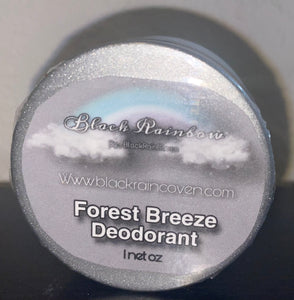 Black Rainbow
www.blackraincoven.com
Forest Breeze
Deodorant
1 net oz